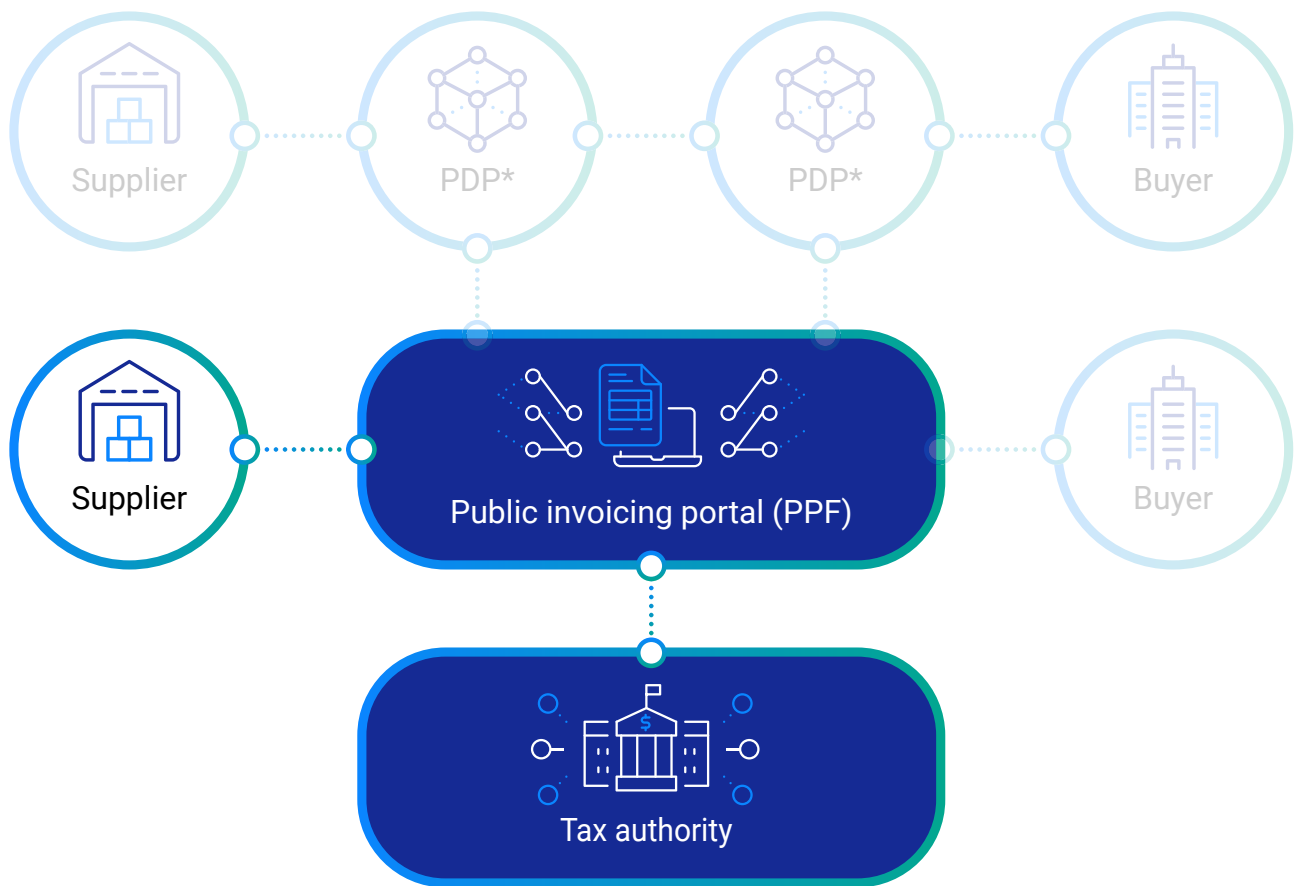 Supplier
PDP*
PDP*
Buyer
Supplier
Public invoicing portal (PPF)
Buyer
$
Tax authority